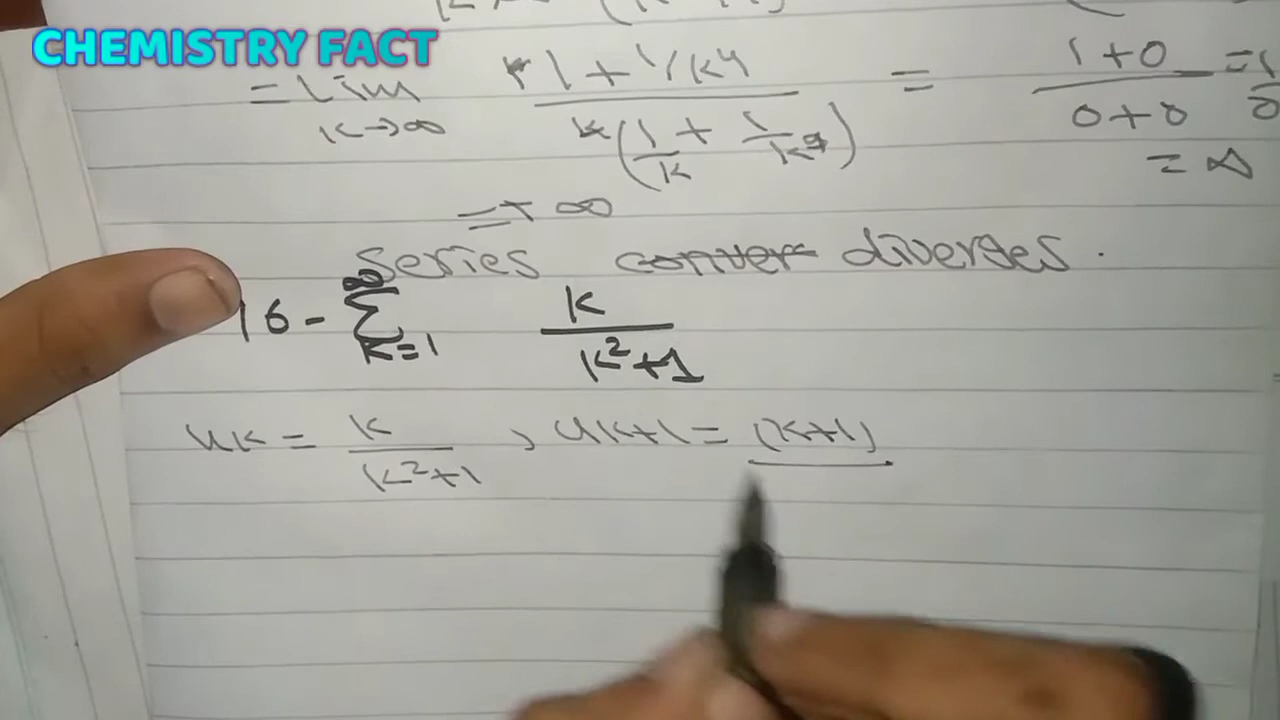 CHEMISTRY FACT
= lim k→∞ 1 + 1/k⁴ / k(1/k + 1/k⁴) = 1+0 / 0+0 = 1/0
= ∞
= + ∞
Series conver diverges.
16 - ∞ Σ k=1 k / k²+1
uk = k / k²+1 , uk+1 = (k+1)